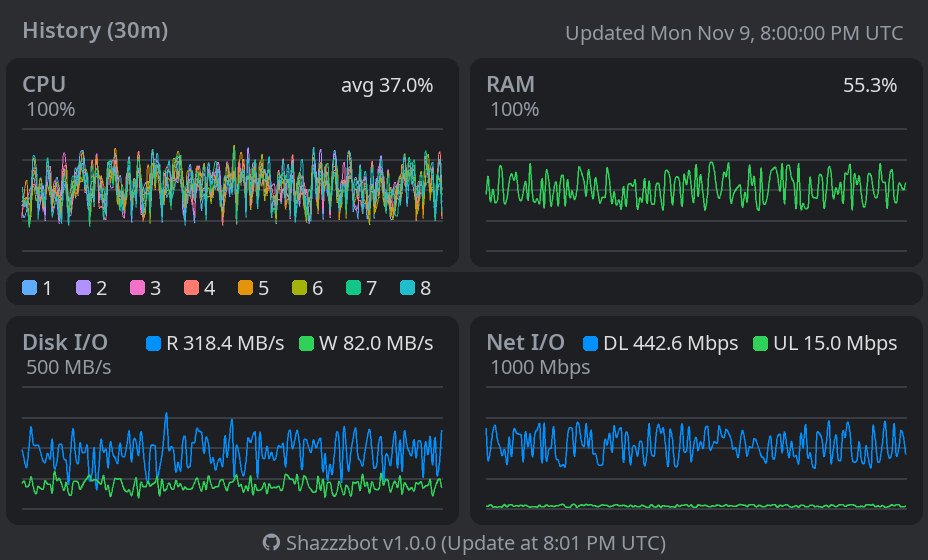 History (30m)
Updated Mon Nov 9, 8:00:00 PM UTC
CPU avg 37.0%
100%
RAM 55.3%
100%
1 2 3 4 5 6 7 8
Disk I/O R 318.4 MB/s W 82.0 MB/s
500 MB/s
Net I/O DL 442.6 Mbps UL 15.0 Mbps
1000 Mbps
Shazzzbot v1.0.0 (Update at 8:01 PM UTC)